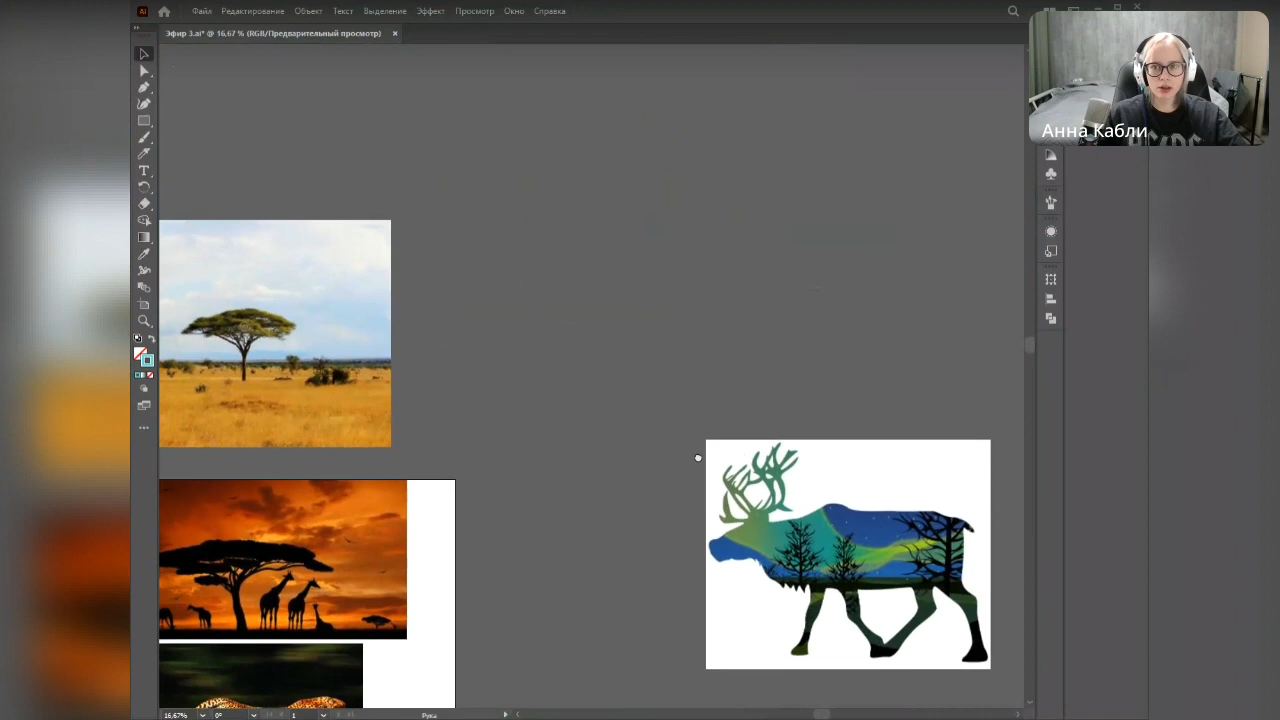 Ai Файл Редактирование Объект Текст Выделение Эффект Просмотр Окно Справка
Эфир 3.ai* @ 16,67 % (RGB/Предварительный просмотр) ×
Анна Кабли
16,67% 0° 1 Рука